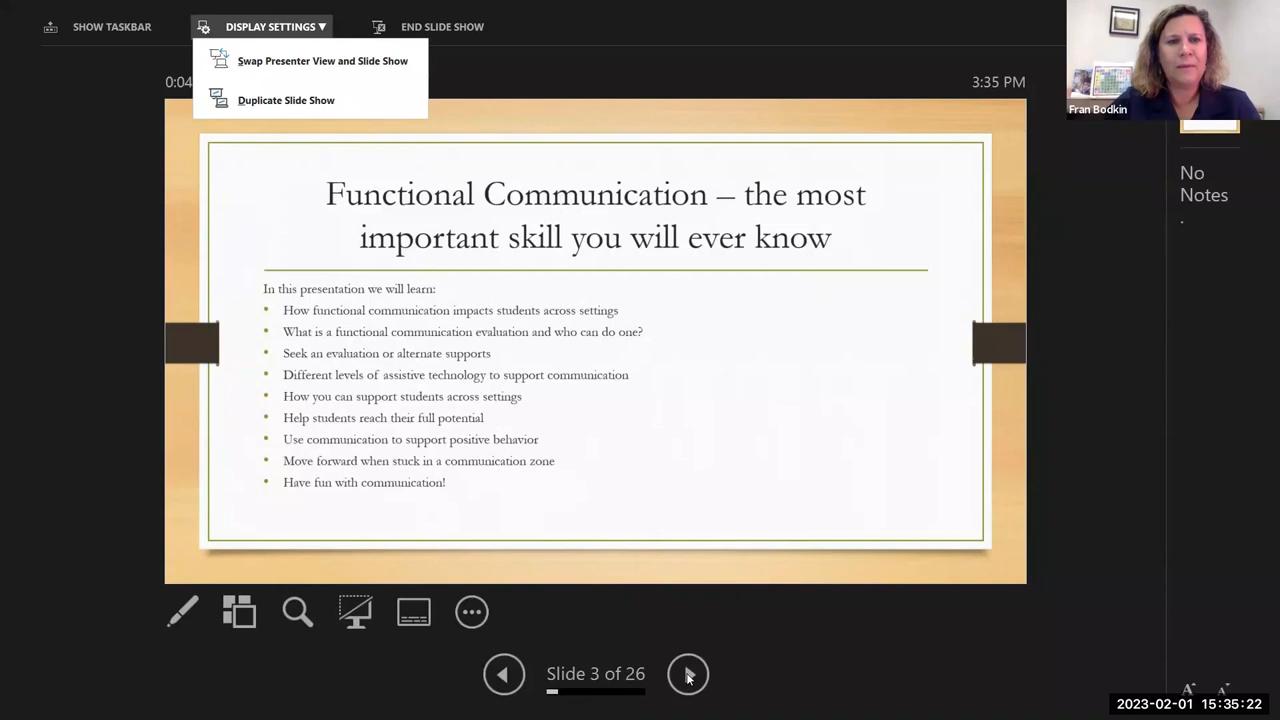 SHOW TASKBAR
DISPLAY SETTINGS ▼
END SLIDE SHOW
Swap Presenter View and Slide Show
Duplicate Slide Show
0:04
3:35 PM
Fran Bodkin
No
Notes
.
Functional Communication – the most
important skill you will ever know
In this presentation we will learn:
• How functional communication impacts students across settings
• What is a functional communication evaluation and who can do one?
• Seek an evaluation or alternate supports
• Different levels of assistive technology to support communication
• How you can support students across settings
• Help students reach their full potential
• Use communication to support positive behavior
• Move forward when stuck in a communication zone
• Have fun with communication!
Slide 3 of 26
A A
2023-02-01 15:35:22